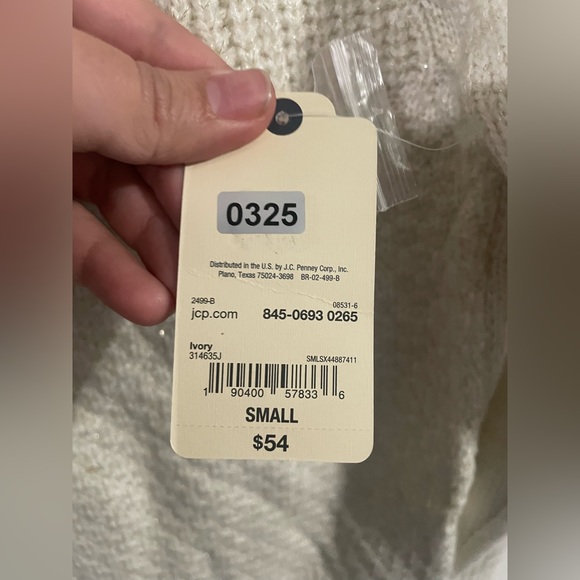 0325
Distributed in the U.S. by J.C. Penney Corp., Inc.
Plano, Texas 75024-3698 BR-02-499-B
2499-B 08531-6
jcp.com 845-0693 0265
Ivory
314635J SMLSX44887411
1 90400 57833 6
SMALL
$54